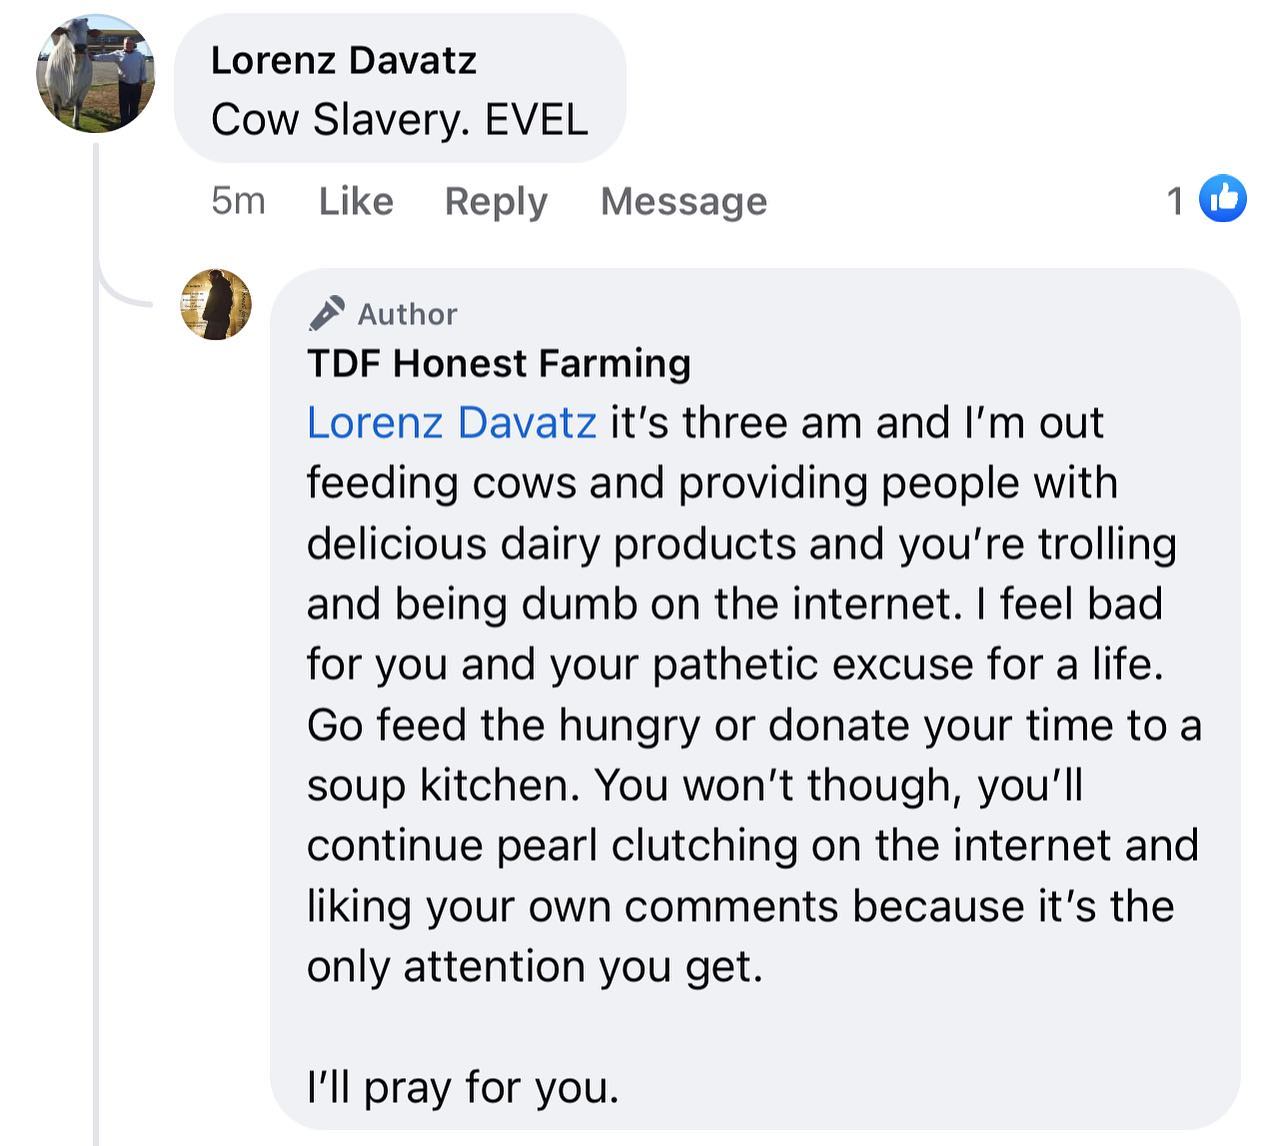 Lorenz Davatz
Cow Slavery. EVEL
5m Like Reply Message 1
Author
TDF Honest Farming
Lorenz Davatz it's three am and I'm out
feeding cows and providing people with
delicious dairy products and you're trolling
and being dumb on the internet. I feel bad
for you and your pathetic excuse for a life.
Go feed the hungry or donate your time to a
soup kitchen. You won't though, you'll
continue pearl clutching on the internet and
liking your own comments because it's the
only attention you get.
I'll pray for you.